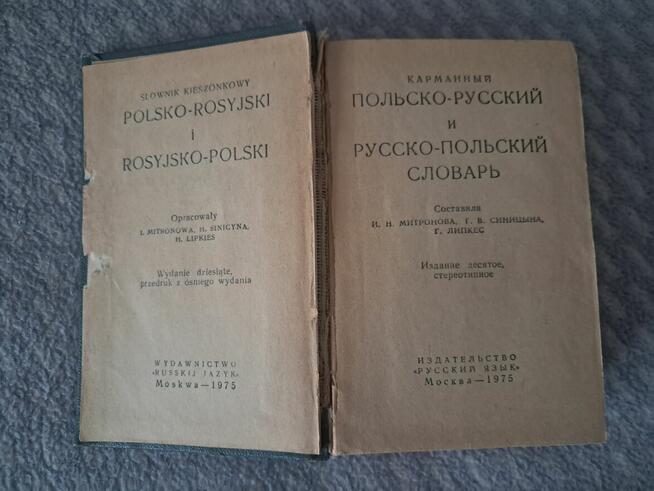 SŁOWNIK KIESZONKOWY
POLSKO-ROSYJSKI
i
ROSYJSKO-POLSKI
Opracowały
I. MITRONOWA, H. SINICYNA,
H. LIPKIES
Wydanie dziesiąte,
przedruk z ósmego wydania
WYDAWNICTWO
«RUSSKIJ JAZYK»
Moskwa—1975
КАРМАННЫЙ
ПОЛЬСКО-РУССКИЙ
И
РУССКО-ПОЛЬСКИЙ
СЛОВАРЬ
Составила
И. Н. МИТРОНОВА, Г. В. СИНИЦЫНА,
Г. ЛИПКЕС
Издание десятое,
стереотипное
ИЗДАТЕЛЬСТВО
«РУССКИЙ ЯЗЫК»
Москва—1975